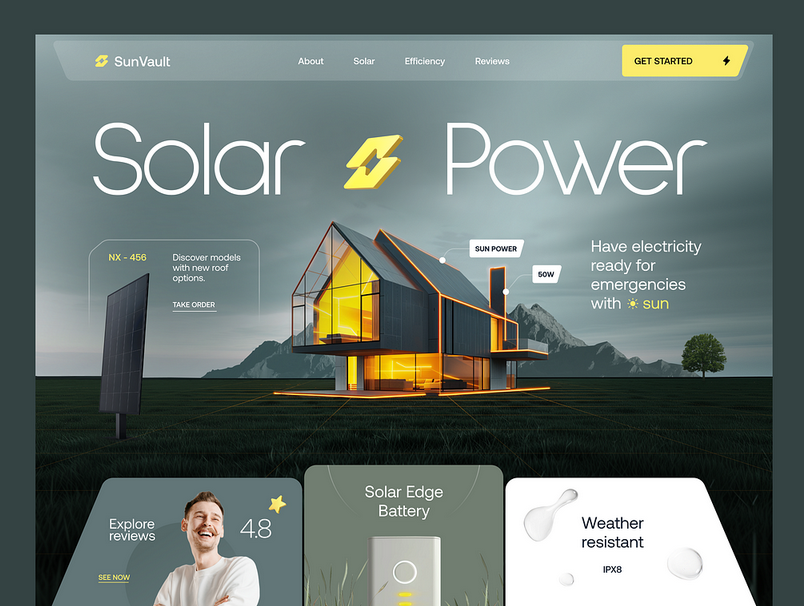 SunVault
About
Solar
Efficiency
Reviews
GET STARTED
Solar Power
NX - 456
Discover models
with new roof
options.
TAKE ORDER
SUN POWER
50W
Have electricity
ready for
emergencies
with sun
Explore
reviews
4.8
SEE NOW
Solar Edge
Battery
Weather
resistant
IPX8